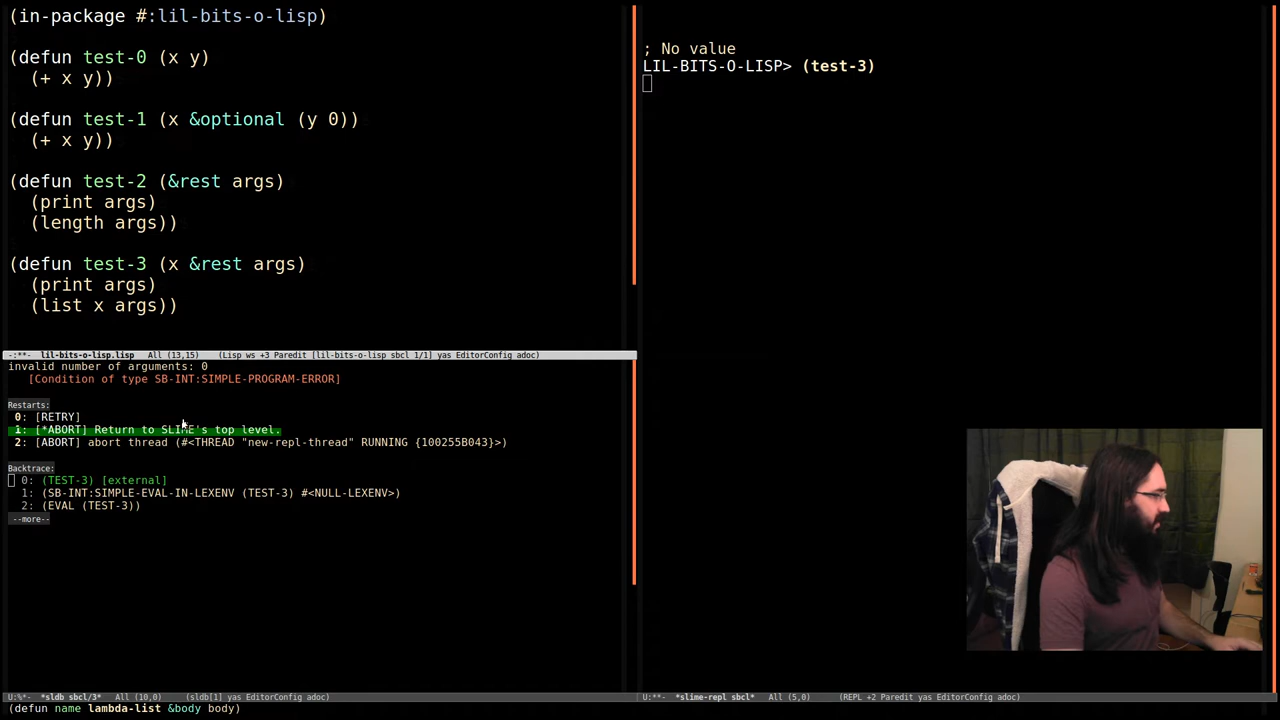 (in-package #:lil-bits-o-lisp)
(defun test-0 (x y)
(+ x y))
(defun test-1 (x &optional (y 0))
(+ x y))
(defun test-2 (&rest args)
(print args)
(length args))
(defun test-3 (x &rest args)
(print args)
(list x args))
-:**- lil-bits-o-lisp.lisp All (13,15) (Lisp ws +3 Paredit [lil-bits-o-lisp sbcl 1/1] yas EditorConfig adoc)
invalid number of arguments: 0
[Condition of type SB-INT:SIMPLE-PROGRAM-ERROR]
Restarts:
0: [RETRY]
1: [*ABORT] Return to SLIME's top level.
2: [ABORT] abort thread (#<THREAD "new-repl-thread" RUNNING {100255B043}>)
Backtrace:
0: (TEST-3) [external]
1: (SB-INT:SIMPLE-EVAL-IN-LEXENV (TEST-3) #<NULL-LEXENV>)
2: (EVAL (TEST-3))
--more--
U:%*- *sldb sbcl/3* All (10,0) (sldb[1] yas EditorConfig adoc)
(defun name lambda-list &body body)
; No value
LIL-BITS-O-LISP> (test-3)
U:**- *slime-repl sbcl* All (5,0) (REPL +2 Paredit yas EditorConfig adoc)